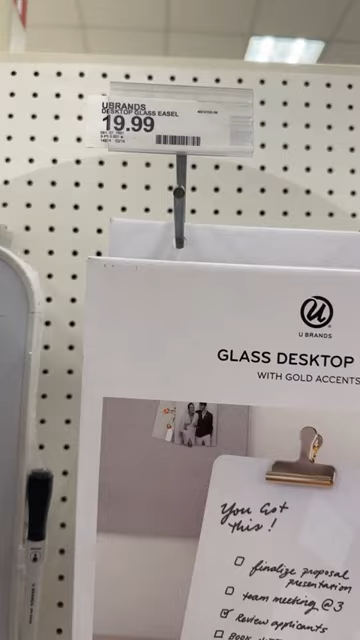 UBRANDS
DESKTOP GLASS EASEL
19.99
U BRANDS
GLASS DESKTOP
WITH GOLD ACCENTS
You Got
this!
finalize proposal
presentation
team meeting @3
Review applicants